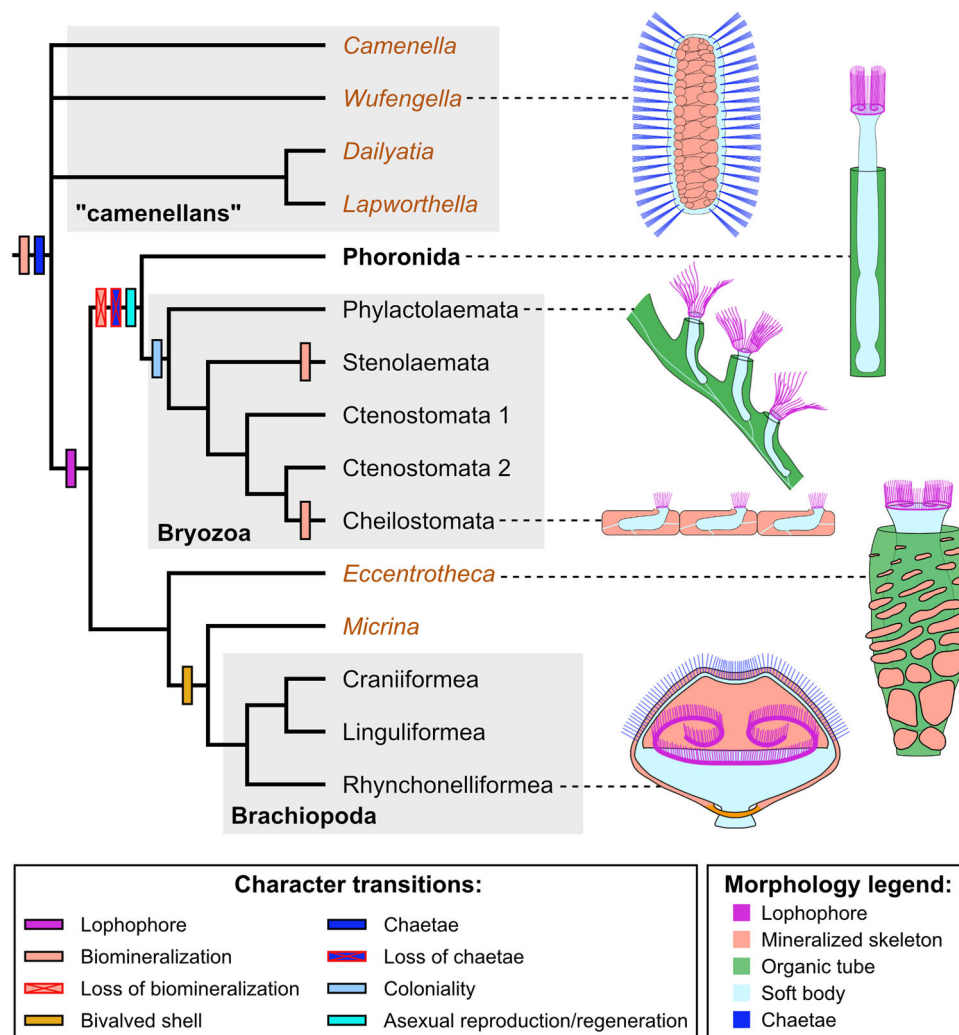 Camenella
Wufengella
Dailyatia
Lapworthella
"camenellans"
Phoronida
Phylactolaemata
Stenolaemata
Ctenostomata 1
Ctenostomata 2
Cheilostomata
Bryozoa
Eccentrotheca
Micrina
Craniiformea
Linguliformea
Rhynchonelliformea
Brachiopoda
Character transitions:
Lophophore
Biomineralization
Loss of biomineralization
Bivalved shell
Chaetae
Loss of chaetae
Coloniality
Asexual reproduction/regeneration
Morphology legend:
Lophophore
Mineralized skeleton
Organic tube
Soft body
Chaetae